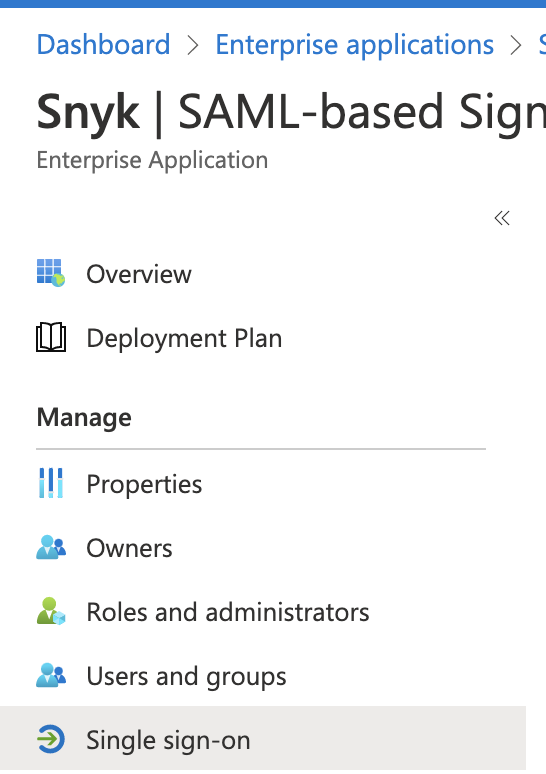 Dashboard > Enterprise applications > S
Snyk | SAML-based Sign
Enterprise Application
«
Overview
Deployment Plan
Manage
Properties
Owners
Roles and administrators
Users and groups
Single sign-on